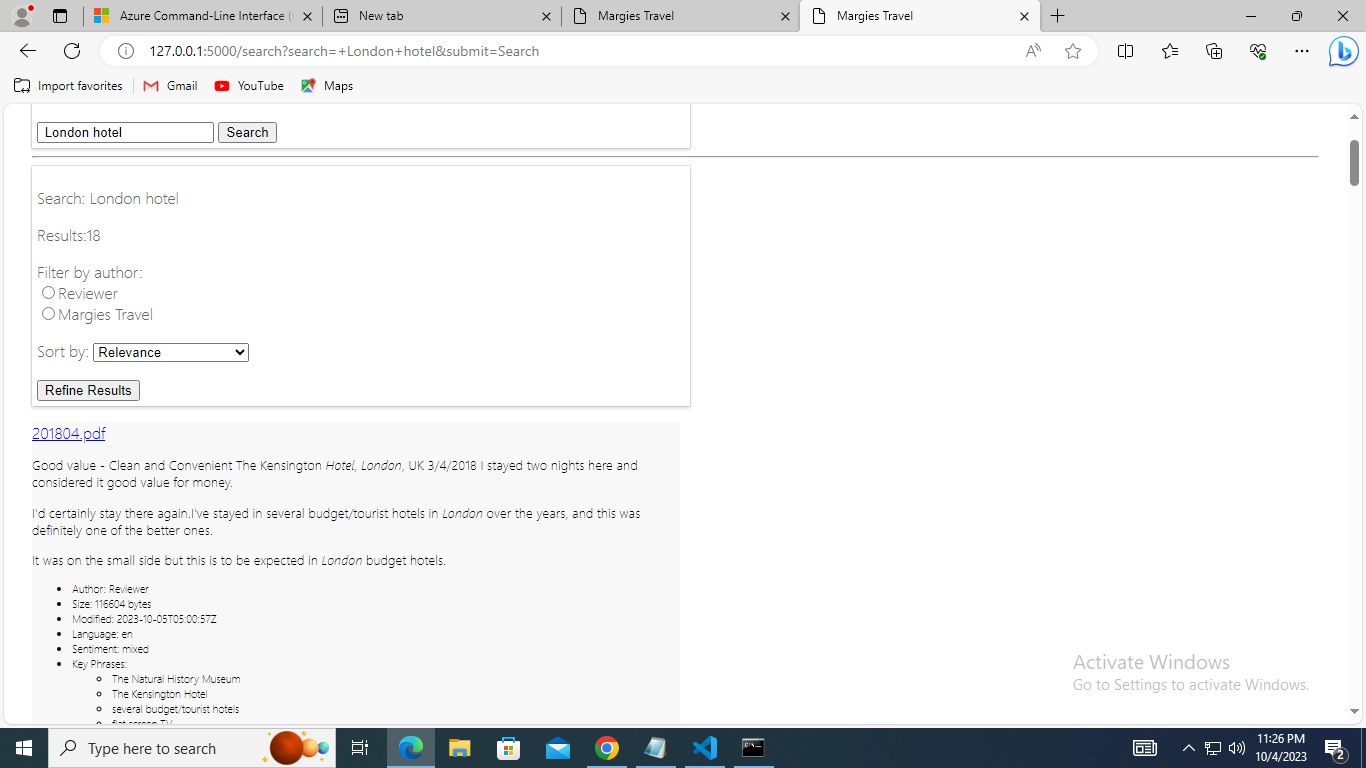 Azure Command-Line Interface (
New tab
Margies Travel
Margies Travel
127.0.0.1:5000/search?search=+London+hotel&submit=Search
Import favorites
Gmail
YouTube
Maps
London hotel
Search
Search: London hotel
Results:18
Filter by author:
Reviewer
Margies Travel
Sort by: Relevance
Refine Results
201804.pdf
Good value - Clean and Convenient The Kensington Hotel, London, UK 3/4/2018 I stayed two nights here and
considered it good value for money.
I'd certainly stay there again.I've stayed in several budget/tourist hotels in London over the years, and this was
definitely one of the better ones.
It was on the small side but this is to be expected in London budget hotels.
Author: Reviewer
Size: 116604 bytes
Modified: 2023-10-05T05:00:57Z
Language: en
Sentiment: mixed
Key Phrases:
The Natural History Museum
The Kensington Hotel
several budget/tourist hotels
flat screen TV
Activate Windows
Go to Settings to activate Windows.
Type here to search
11:26 PM
10/4/2023
2